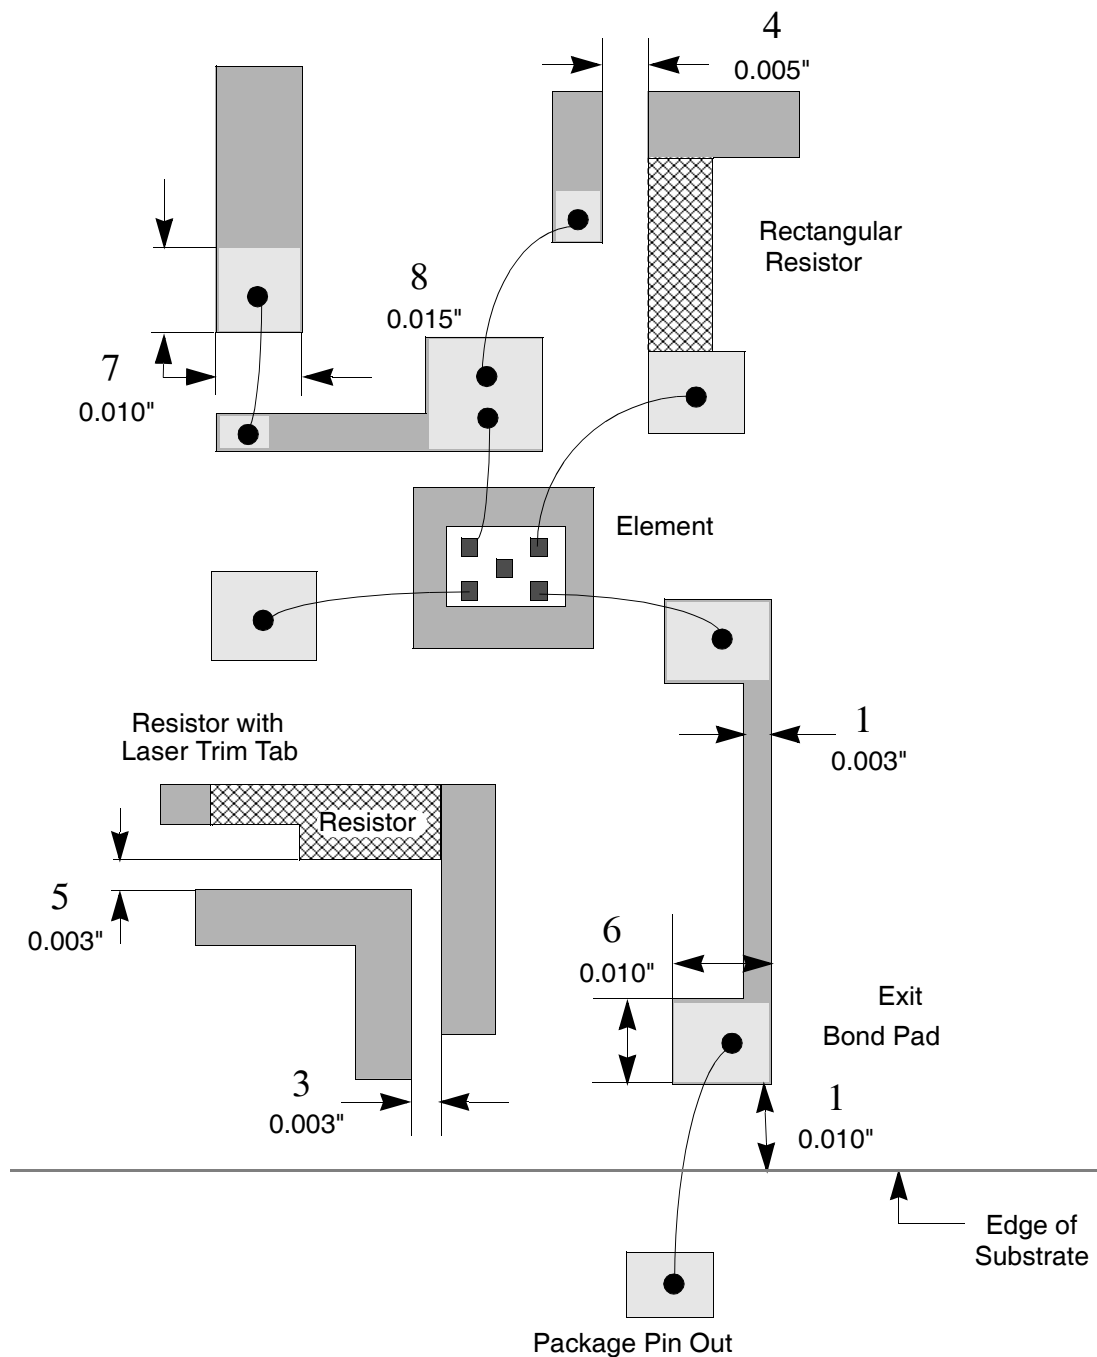 4
0.005"
Rectangular
Resistor
8
0.015"
7
0.010"
Element
Resistor with
Laser Trim Tab
1
0.003"
Resistor
5
0.003"
6
0.010"
Exit
Bond Pad
3
0.003"
1
0.010"
Edge of
Substrate
Package Pin Out